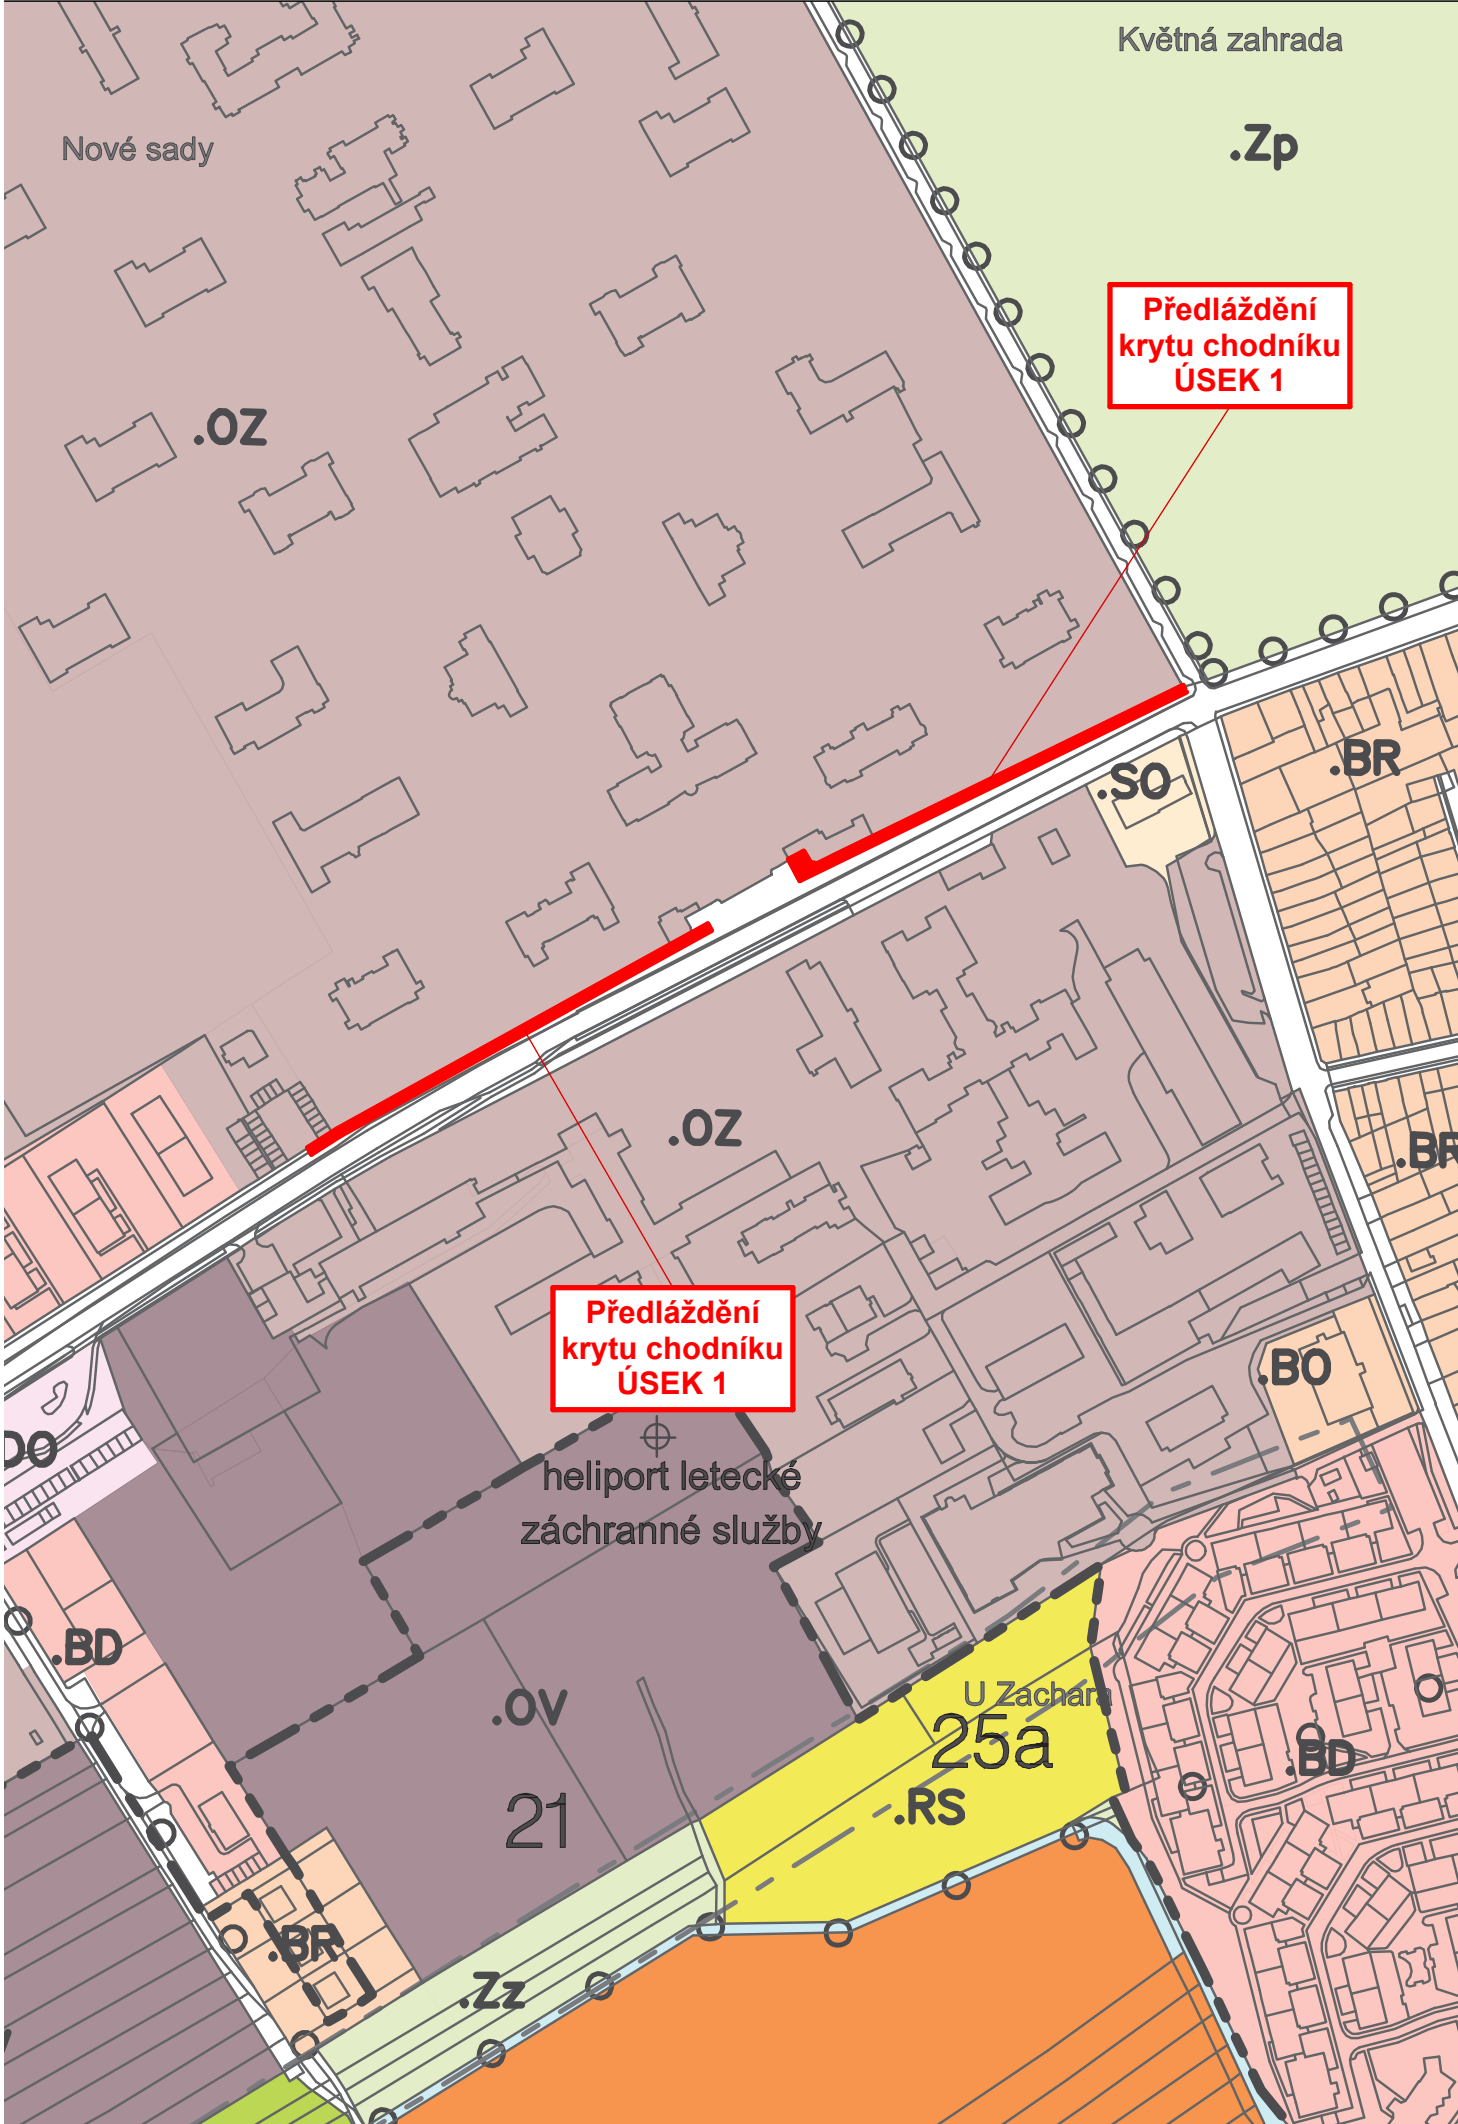 Květná zahrada
Nové sady
.Zp
Předláždění
krytu chodníku
ÚSEK 1
.OZ
.BR
.SO
.OZ
.BR
Předláždění
krytu chodníku
ÚSEK 1
.BO
DO
heliport letecké
záchranné služby
.BD
U Zachara
.OV
25a
.BD
.RS
21
.BR
.Zz